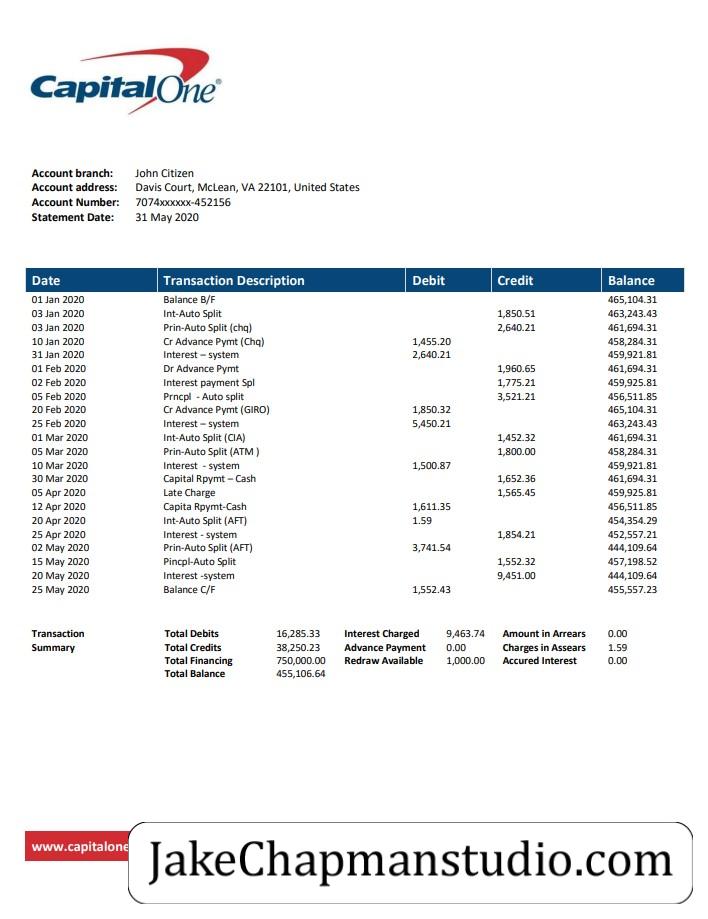 CapitalOne®
Account branch: John Citizen
Account address: Davis Court, McLean, VA 22101, United States
Account Number: 7074xxxxxx-452156
Statement Date: 31 May 2020
Date Transaction Description Debit Credit Balance
01 Jan 2020 Balance B/F 465,104.31
03 Jan 2020 Int-Auto Split 1,850.51 463,243.43
03 Jan 2020 Prin-Auto Split (chq) 2,640.21 461,694.31
10 Jan 2020 Cr Advance Pymt (Chq) 1,455.20 458,284.31
31 Jan 2020 Interest – system 2,640.21 459,921.81
01 Feb 2020 Dr Advance Pymt 1,960.65 461,694.31
02 Feb 2020 Interest payment Spl 1,775.21 459,925.81
05 Feb 2020 Prncpl - Auto split 3,521.21 456,511.85
20 Feb 2020 Cr Advance Pymt (GIRO) 1,850.32 465,104.31
25 Feb 2020 Interest – system 5,450.21 463,243.43
01 Mar 2020 Int-Auto Split (CIA) 1,452.32 461,694.31
05 Mar 2020 Prin-Auto Split (ATM ) 1,800.00 458,284.31
10 Mar 2020 Interest - system 1,500.87 459,921.81
30 Mar 2020 Capital Rpymt – Cash 1,652.36 461,694.31
05 Apr 2020 Late Charge 1,565.45 459,925.81
12 Apr 2020 Capita Rpymt-Cash 1,611.35 456,511.85
20 Apr 2020 Int-Auto Split (AFT) 1.59 454,354.29
25 Apr 2020 Interest - system 1,854.21 452,557.21
02 May 2020 Prin-Auto Split (AFT) 3,741.54 444,109.64
15 May 2020 Pincpl-Auto Split 1,552.32 457,198.52
20 May 2020 Interest -system 9,451.00 444,109.64
25 May 2020 Balance C/F 1,552.43 455,557.23
Transaction Total Debits 16,285.33 Interest Charged 9,463.74 Amount in Arrears 0.00
Summary Total Credits 38,250.23 Advance Payment 0.00 Charges in Assears 1.59
Total Financing 750,000.00 Redraw Available 1,000.00 Accured Interest 0.00
Total Balance 455,106.64
www.capitalone
JakeChapmanstudio.com